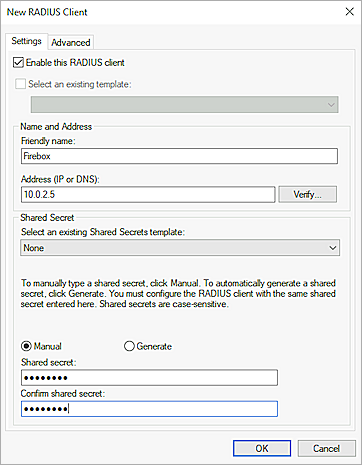 New RADIUS Client
Settings
Advanced
Enable this RADIUS client
Select an existing template:
Name and Address
Friendly name:
Firebox
Address (IP or DNS):
10.0.2.5
Verify...
Shared Secret
Select an existing Shared Secrets template:
None
To manually type a shared secret, click Manual. To automatically generate a shared
secret, click Generate. You must configure the RADIUS client with the same shared
secret entered here. Shared secrets are case-sensitive.
Manual
Generate
Shared secret:
●●●●●●●●
Confirm shared secret:
●●●●●●●●
OK
Cancel